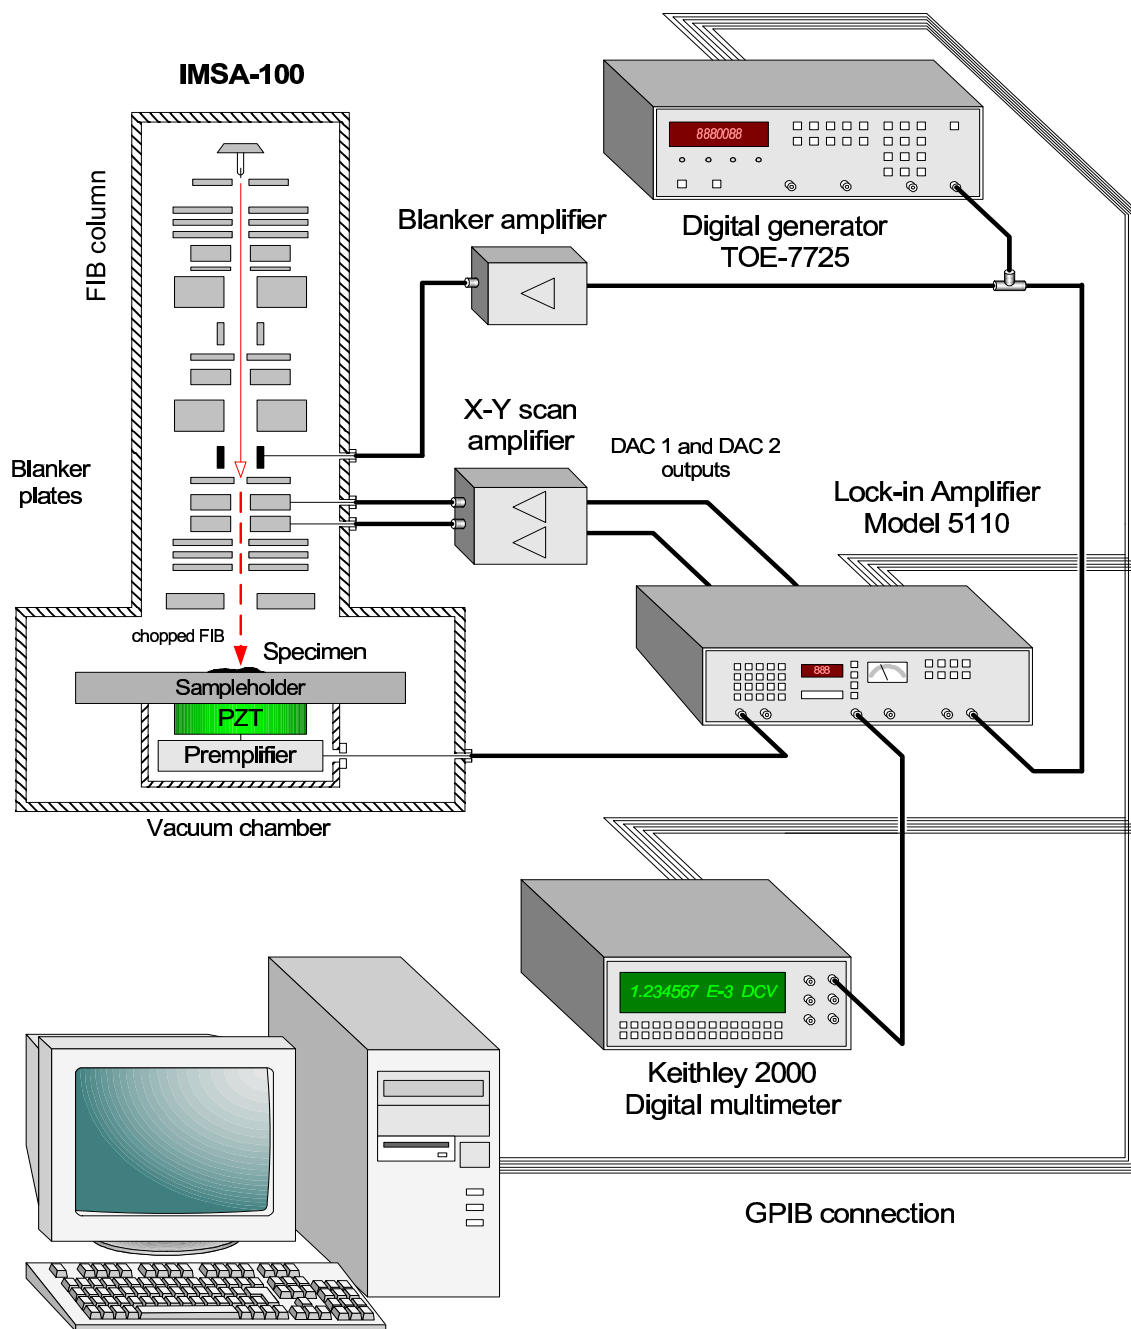 IMSA-100
FIB column
8880088
Digital generator
TOE-7725
Blanker amplifier
X-Y scan
amplifier
DAC 1 and DAC 2
outputs
Blanker
plates
Lock-in Amplifier
Model 5110
chopped FIB
Specimen
Sampleholder
PZT
Premplifier
Vacuum chamber
888
1.234567 E-3 DCV
Keithley 2000
Digital multimeter
GPIB connection